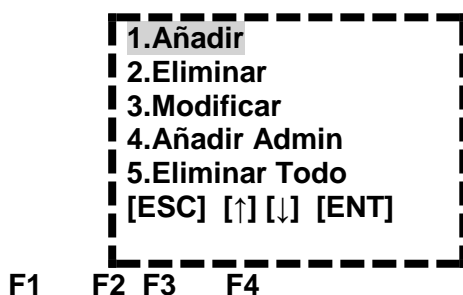 1.Añadir
2.Eliminar
3.Modificar
4.Añadir Admin
5.Eliminar Todo
[ESC] [↑] [↓] [ENT]
F1 F2 F3 F4